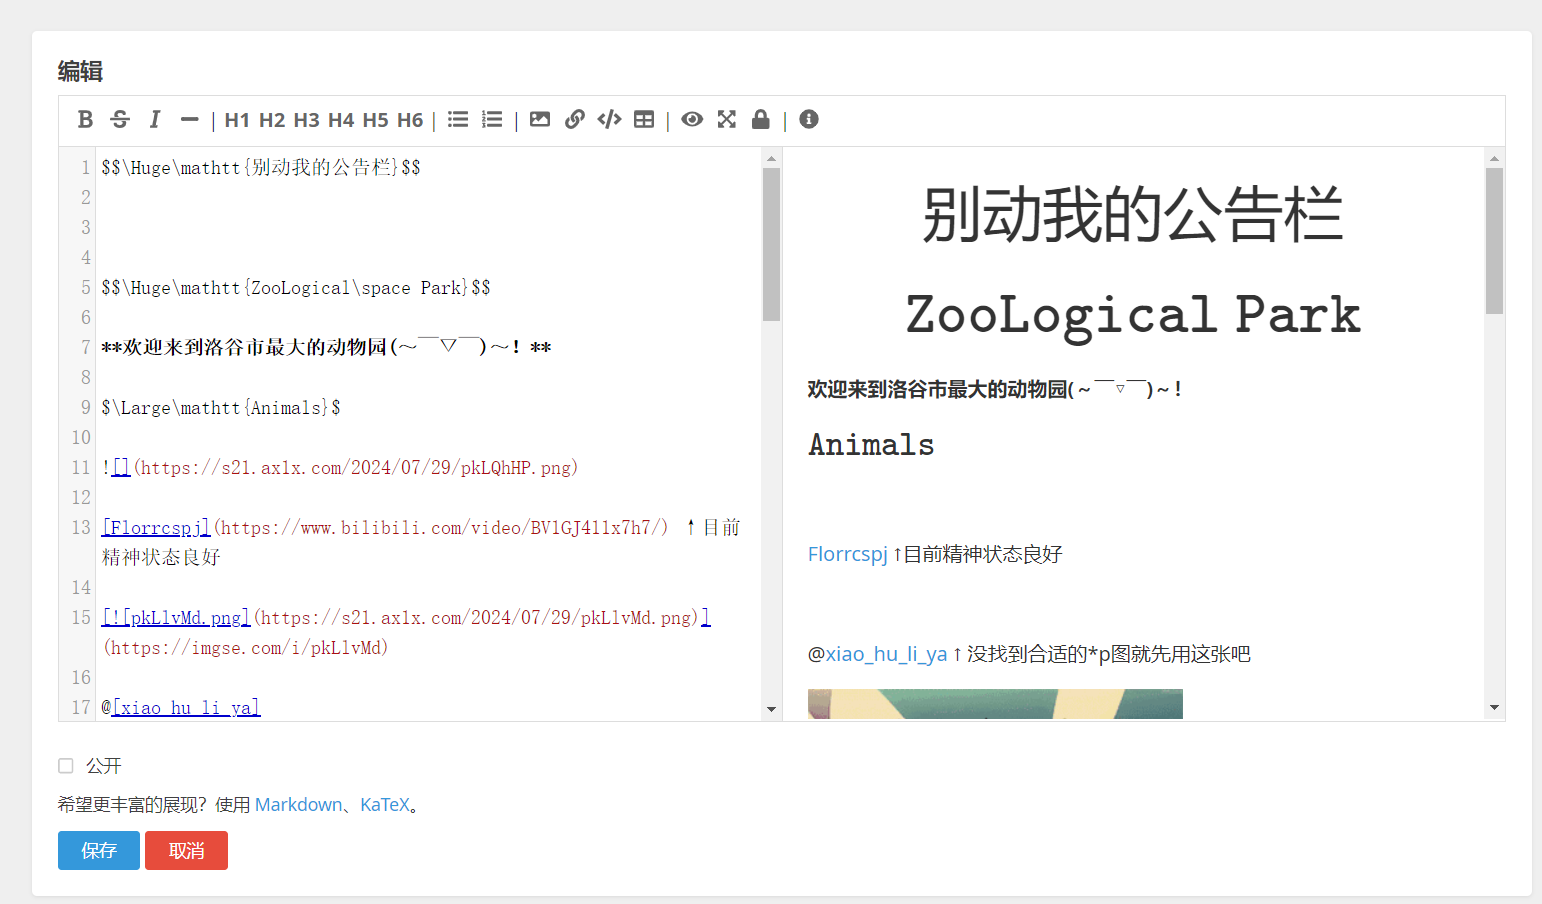 编辑
B S I — | H1 H2 H3 H4 H5 H6 | | | |
1 $$\Huge\mathtt{别动我的公告栏}$$
2
3
4
5 $$\Huge\mathtt{ZooLogical\space Park}$$
6
7 **欢迎来到洛谷市最大的动物园(～￣▽￣)～！**
8
9 $\Large\mathtt{Animals}$
10
11 ![](https://s21.ax1x.com/2024/07/29/pkLQhHP.png)
12
13 [Florrcspj](https://www.bilibili.com/video/BV1GJ411x7h7/) ↑目前
精神状态良好
14
15 [![pkLlvMd.png](https://s21.ax1x.com/2024/07/29/pkLlvMd.png)]
(https://imgse.com/i/pkLlvMd)
16
17 @[xiao_hu_li_ya]
别动我的公告栏
ZooLogical Park
欢迎来到洛谷市最大的动物园(～￣▽￣)～！
Animals
Florrcspj ↑目前精神状态良好
@xiao_hu_li_ya ↑ 没找到合适的*p图就先用这张吧
公开
希望更丰富的展现？使用 Markdown、KaTeX。
保存 取消